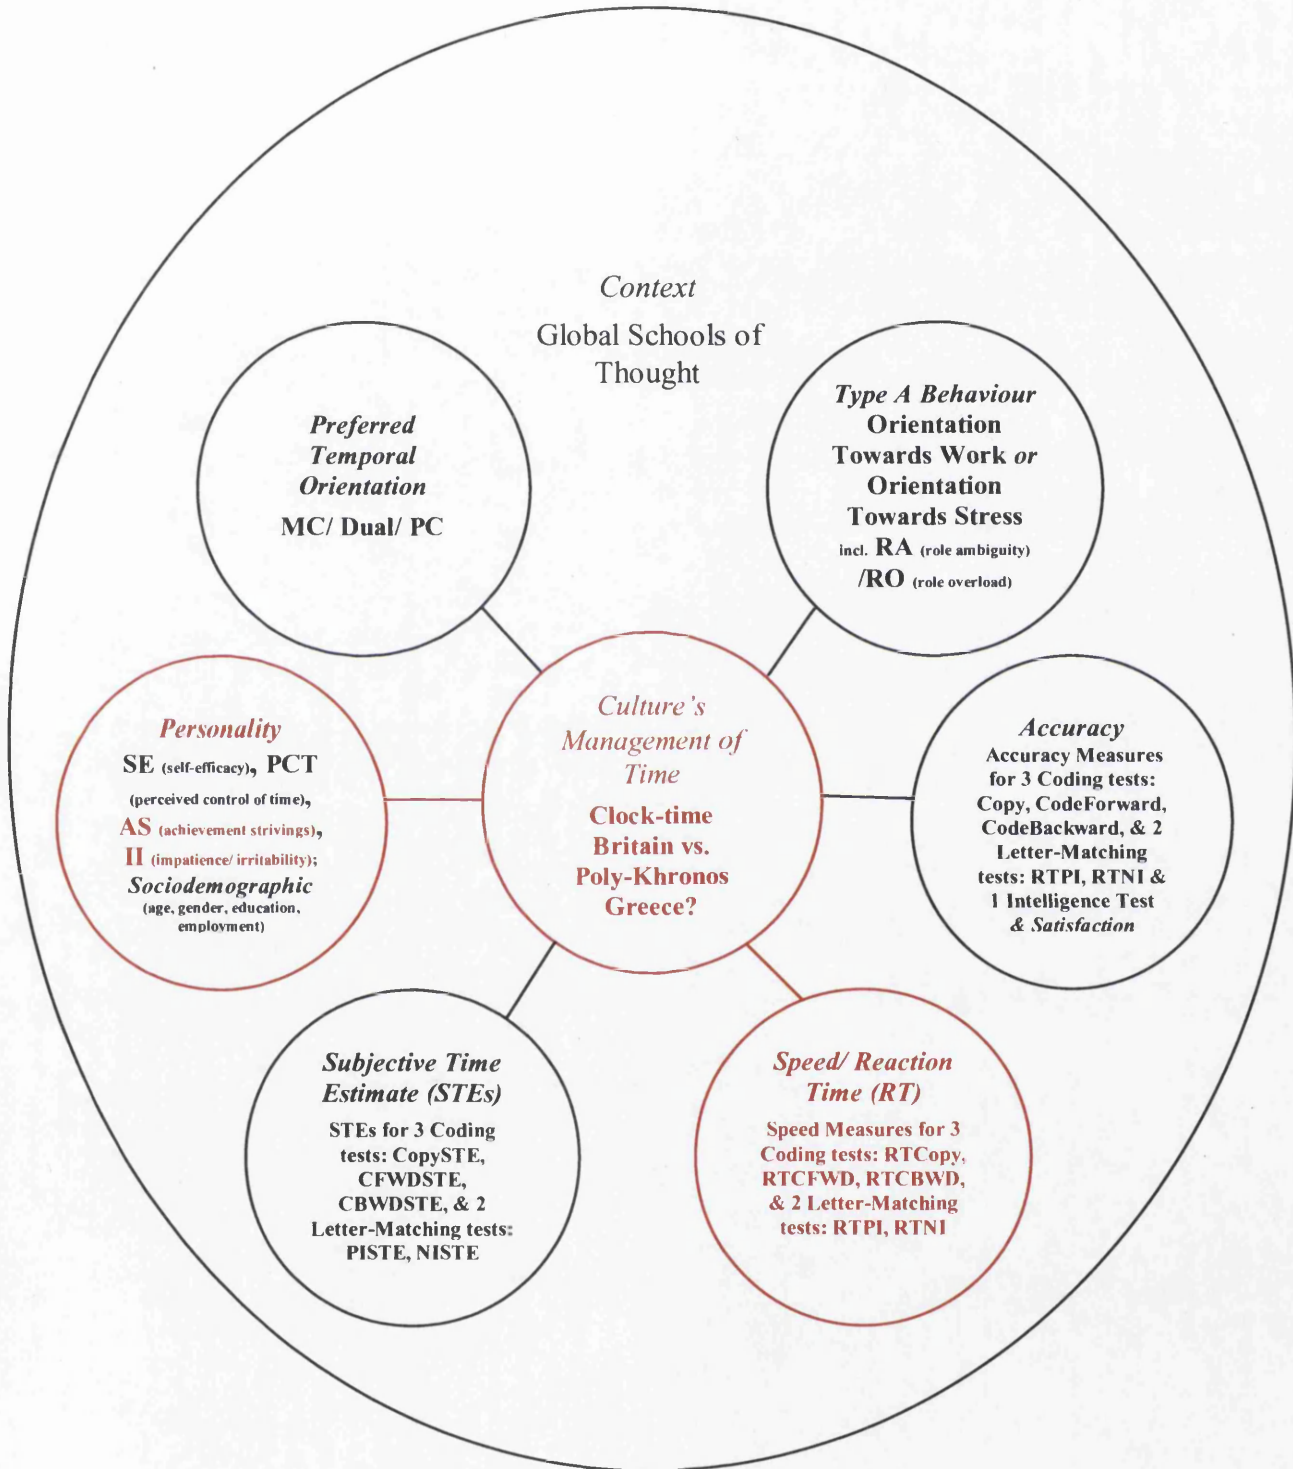 Context
Global Schools of
Thought
Preferred
Temporal
Orientation
MC/ Dual/ PC
Type A Behaviour
Orientation
Towards Work or
Orientation
Towards Stress
incl. RA (role ambiguity)
/RO (role overload)
Personality
SE (self-efficacy), PCT
(perceived control of time),
AS (achievement strivings),
II (impatience/ irritability);
Sociodemographic
(age, gender, education,
employment)
Culture's
Management of
Time
Clock-time
Britain vs.
Poly-Khronos
Greece?
Accuracy
Accuracy Measures
for 3 Coding tests:
Copy, CodeForward,
CodeBackward, & 2
Letter-Matching
tests: RTPI, RTNI &
1 Intelligence Test
& Satisfaction
Subjective Time
Estimate (STEs)
STEs for 3 Coding
tests: CopySTE,
CFWDSTE,
CBWDSTE, & 2
Letter-Matching tests:
PISTE, NISTE
Speed/ Reaction
Time (RT)
Speed Measures for 3
Coding tests: RTCopy,
RTCFWD, RTCBWD,
& 2 Letter-Matching
tests: RTPI, RTNI